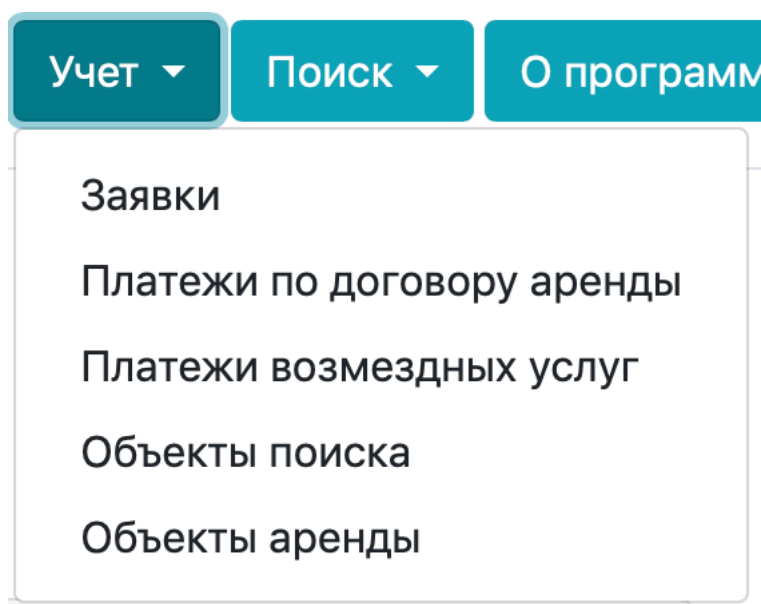 Учет Поиск О программ
Заявки
Платежи по договору аренды
Платежи возмездных услуг
Объекты поиска
Объекты аренды